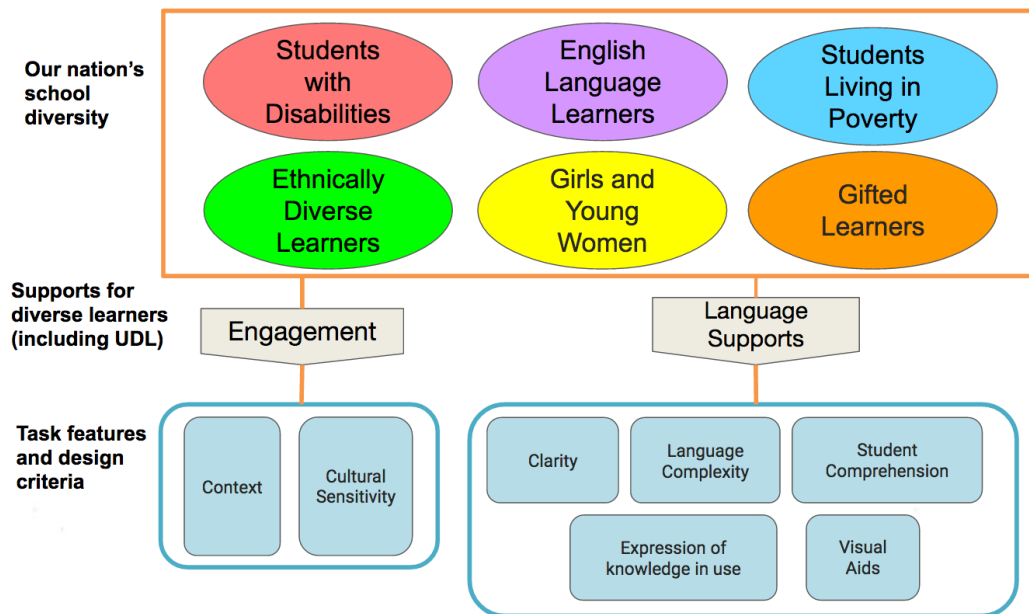 Our nation's
school
diversity
Students
with
Disabilities
English
Language
Learners
Students
Living in
Poverty
Ethnically
Diverse
Learners
Girls and
Young
Women
Gifted
Learners
Supports for
diverse learners
(including UDL)
Engagement
Language
Supports
Task features
and design
criteria
Context
Cultural
Sensitivity
Clarity
Language
Complexity
Student
Comprehension
Expression of
knowledge in use
Visual
Aids